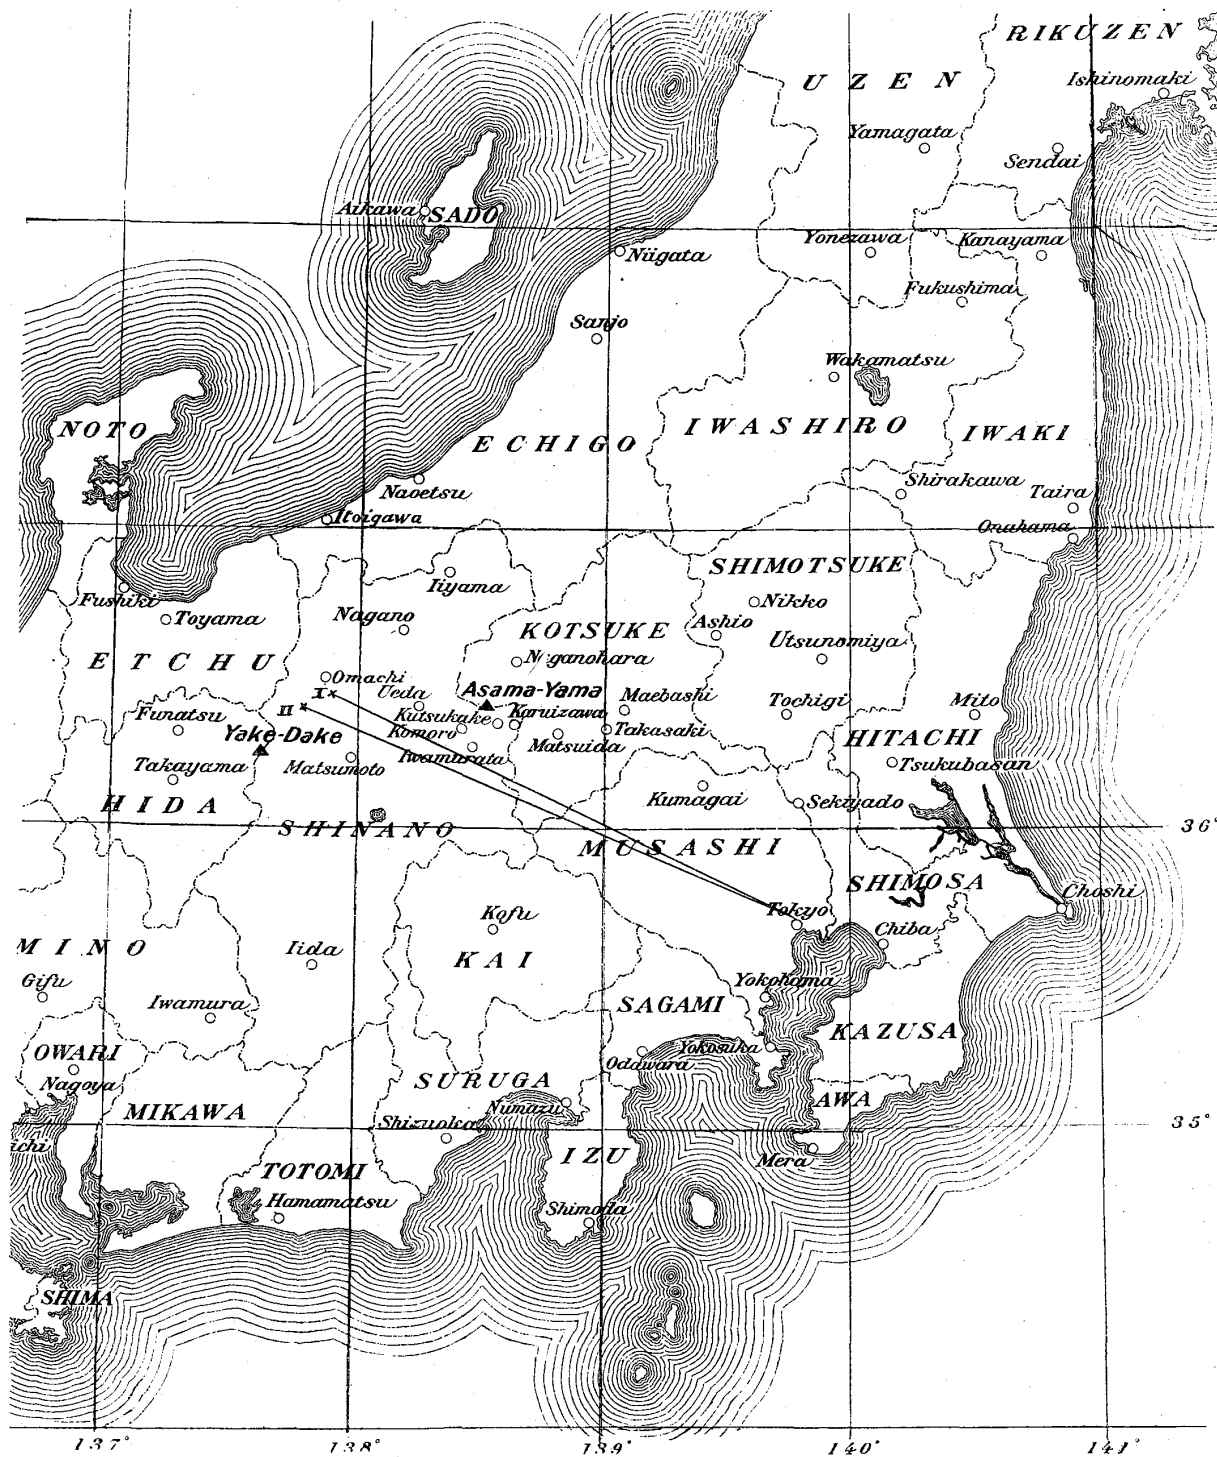 RIKUZEN
UZEN
Ishinomaki
Yamagata
Sendai
Aikawa
SADO
Yonezawa
Kanayama
Niigata
Fukushima
Sanjo
Wakamatsu
NOTO
ECHIGO
IWASHIRO
IWAKI
Naoetsu
Shirakawa
Taira
Itoigawa
Onahama
SHIMOTSUKE
Iiyama
Fushiki
Toyama
Nagano
Nikko
KOTSUKE
Ashio
Utsunomiya
ETCHU
Naganohara
Omachi
I
Ueda
Asama-Yama
Maebashi
Tochigi
Mito
II
Funatsu
Kutsukake
Karuizawa
Komoro
Takasaki
Yake-Dake
Matsuida
HITACHI
Takayama
Matsumoto
Iwamurata
Tsukubasan
HIDA
Kumagai
Sekiyado
SHINANO
36°
MUSASHI
SHIMOSA
Choshi
Tokyo
Kofu
Chiba
MINO
Iida
KAI
Gifu
Yokohama
Iwamura
SAGAMI
KAZUSA
OWARI
Yokosuka
Odawara
Nagoya
SURUGA
MIKAWA
Numazu
AWA
Shizuoka
35°
ichi
IZU
Mera
TOTOMI
Hamamatsu
Shimoda
SHIMA
137°
138°
139°
140°
141°